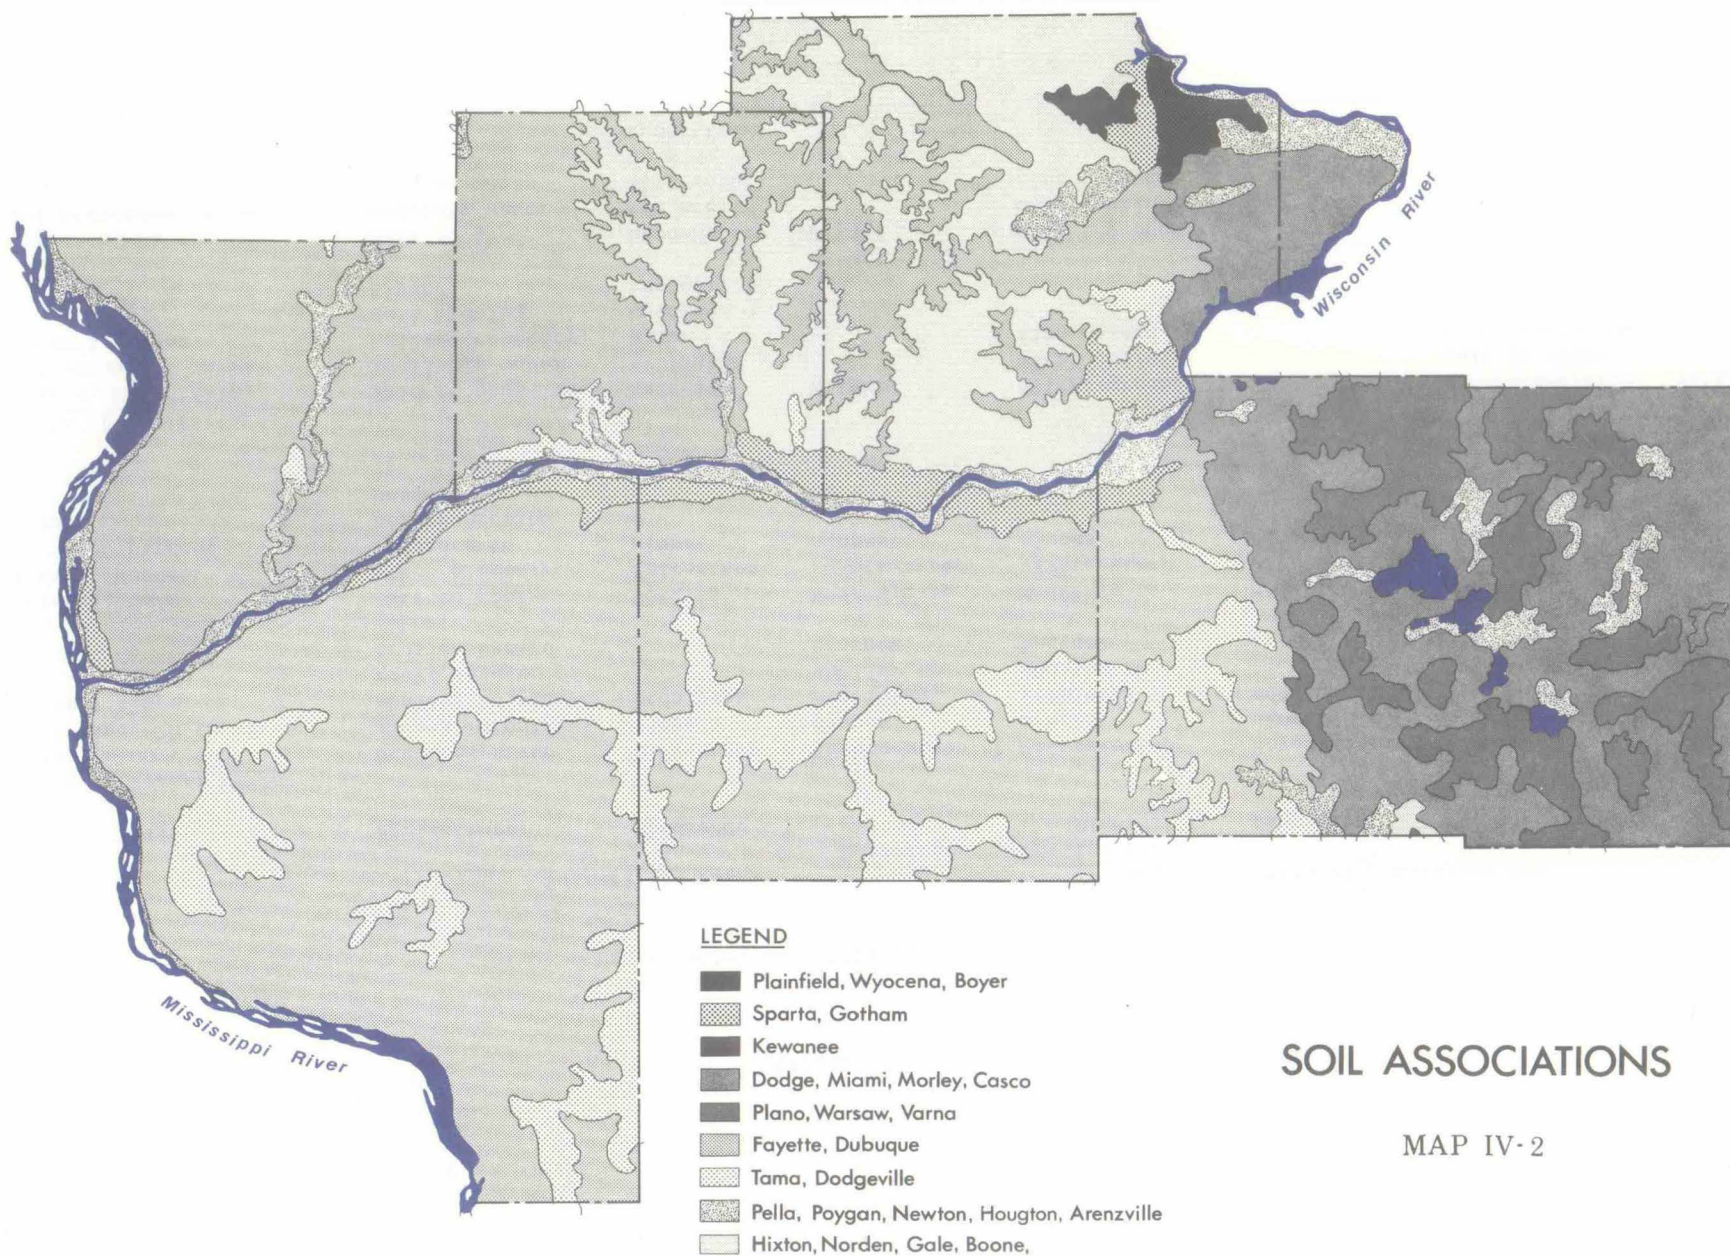 Wisconsin River
Mississippi River
LEGEND
Plainfield, Wyocena, Boyer
Sparta, Gotham
Kewanee
Dodge, Miami, Morley, Casco
Plano, Warsaw, Varna
Fayette, Dubuque
Tama, Dodgeville
Pella, Poygan, Newton, Hougton, Arenzville
Hixton, Norden, Gale, Boone,
SOIL ASSOCIATIONS
MAP IV-2